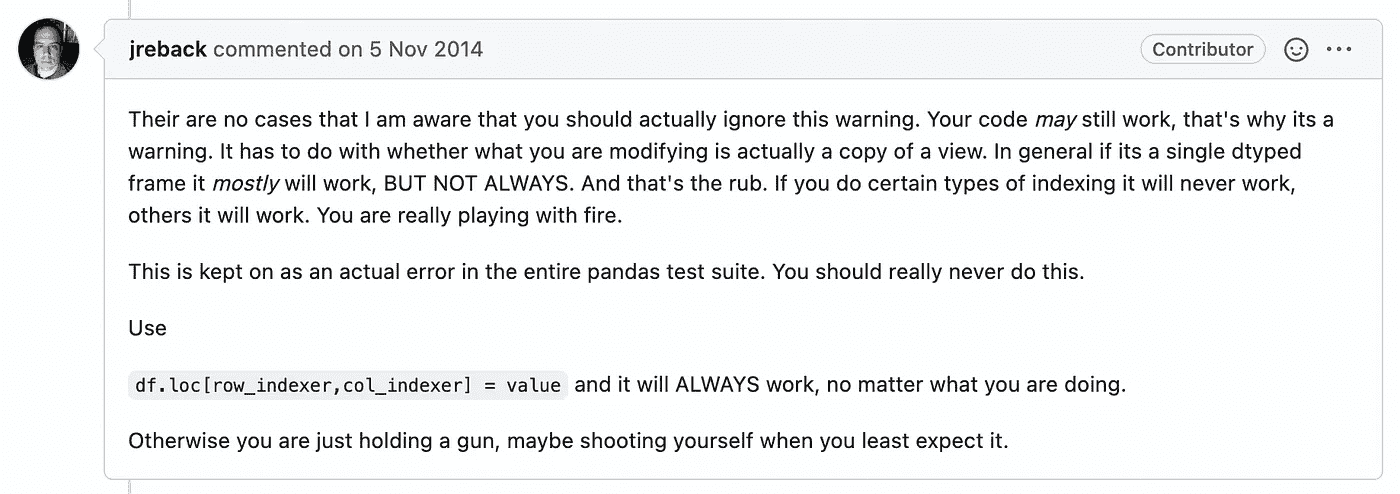 jreback commented on 5 Nov 2014
Contributor
Their are no cases that I am aware that you should actually ignore this warning. Your code may still work, that's why its a
warning. It has to do with whether what you are modifying is actually a copy of a view. In general if its a single dtyped
frame it mostly will work, BUT NOT ALWAYS. And that's the rub. If you do certain types of indexing it will never work,
others it will work. You are really playing with fire.
This is kept on as an actual error in the entire pandas test suite. You should really never do this.
Use
df.loc[row_indexer,col_indexer] = value and it will ALWAYS work, no matter what you are doing.
Otherwise you are just holding a gun, maybe shooting yourself when you least expect it.